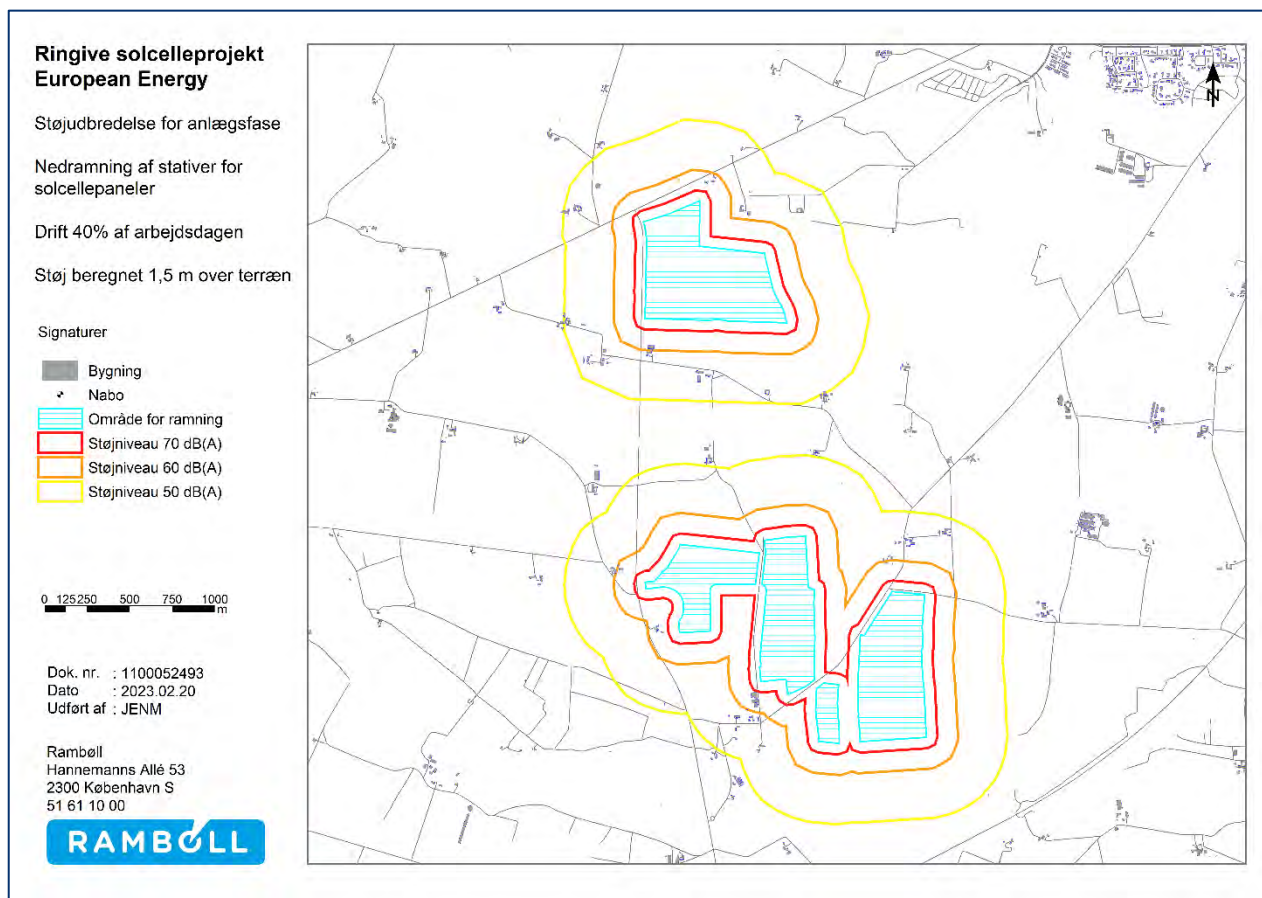 Ringive solcelleprojekt
European Energy
Støjudbredelse for anlægsfase
Nedramning af stativer for
solcellepaneler
Drift 40% af arbejdsdagen
Støj beregnet 1,5 m over terræn
Signaturer
Bygning
Nabo
Område for ramning
Støjniveau 70 dB(A)
Støjniveau 60 dB(A)
Støjniveau 50 dB(A)
0 125 250 500 750 1000
m
Dok. nr. : 1100052493
Dato : 2023.02.20
Udført af : JENM
Rambøll
Hannemanns Allé 53
2300 København S
51 61 10 00
RAMBOLL
N